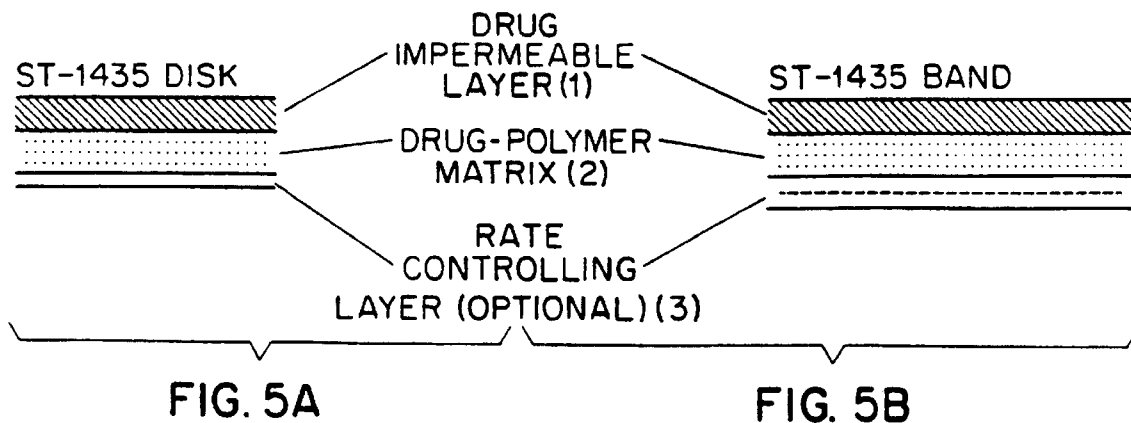 DRUG
IMPERMEABLE
LAYER (1)
ST-1435 DISK
ST-1435 BAND
DRUG-POLYMER
MATRIX (2)
RATE
CONTROLLING
LAYER (OPTIONAL) (3)
FIG. 5A
FIG. 5B